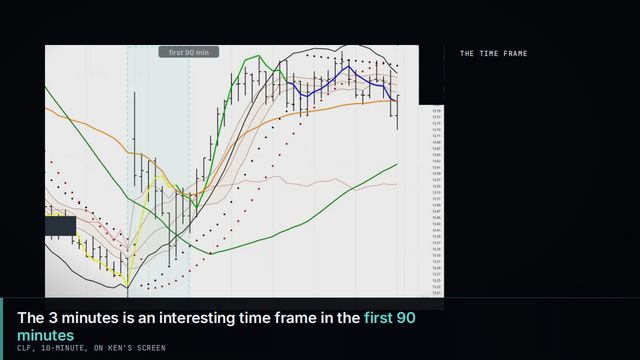 first 90 min
THE TIME FRAME
The 3 minutes is an interesting time frame in the first 90
minutes
CLF, 10-MINUTE, ON KEN'S SCREEN